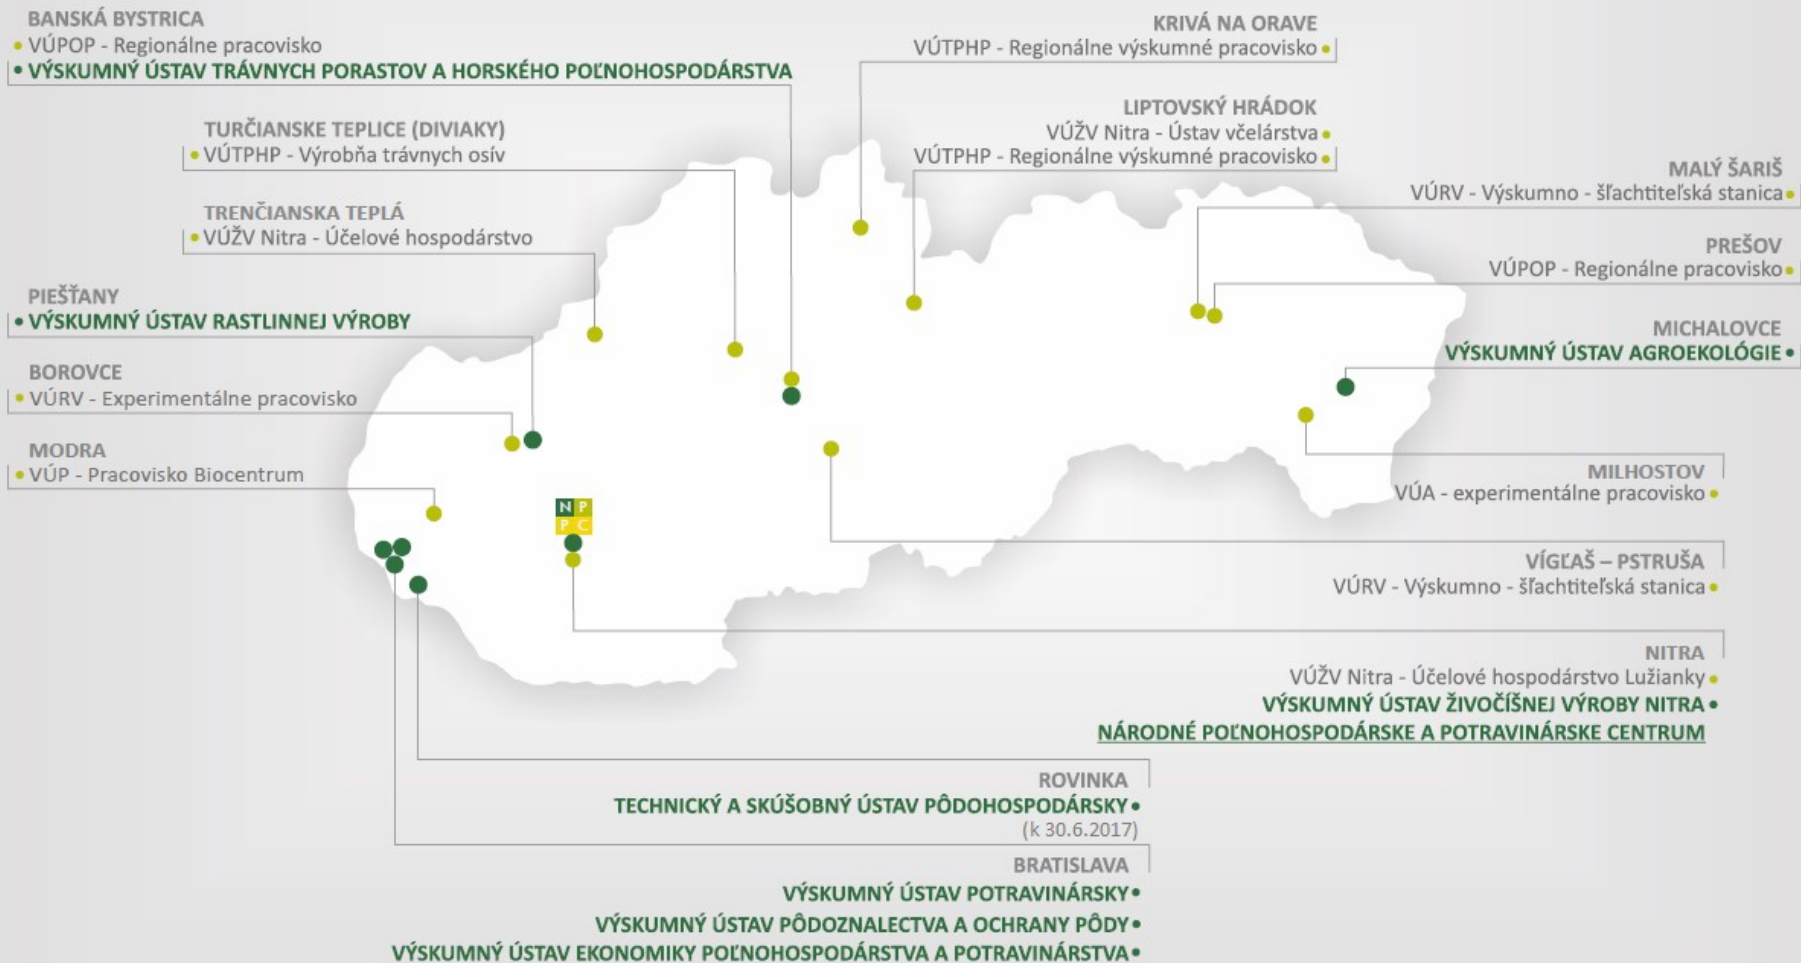 BANSKÁ BYSTRICA
• VÚPOP - Regionálne pracovisko
• VÝSKUMNÝ ÚSTAV TRÁVNYCH PORASTOV A HORSKÉHO POĽNOHOSPODÁRSTVA
TURČIANSKE TEPLICE (DIVIAKY)
• VÚTPHP - Výrobňa trávnych osív
TRENČIANSKA TEPLÁ
• VÚŽV Nitra - Účelové hospodárstvo
PIEŠŤANY
• VÝSKUMNÝ ÚSTAV RASTLINNEJ VÝROBY
BOROVCE
• VÚRV - Experimentálne pracovisko
MODRA
• VÚP - Pracovisko Biocentrum
KRIVÁ NA ORAVE
VÚTPHP - Regionálne výskumné pracovisko •
LIPTOVSKÝ HRÁDOK
VÚŽV Nitra - Ústav včelárstva •
VÚTPHP - Regionálne výskumné pracovisko •
MALÝ ŠARIŠ
VÚRV - Výskumno - šľachtiteľská stanica •
PREŠOV
VÚPOP - Regionálne pracovisko •
MICHALOVCE
VÝSKUMNÝ ÚSTAV AGROEKOLÓGIE •
N P
P C
MILHOSTOV
VÚA - experimentálne pracovisko •
VÍGĽAŠ – PSTRUŠA
VÚRV - Výskumno - šľachtiteľská stanica •
NITRA
VÚŽV Nitra - Účelové hospodárstvo Lužianky •
VÝSKUMNÝ ÚSTAV ŽIVOČÍŠNEJ VÝROBY NITRA •
NÁRODNÉ POĽNOHOSPODÁRSKE A POTRAVINÁRSKE CENTRUM
ROVINKA
TECHNICKÝ A SKÚŠOBNÝ ÚSTAV PÔDOHOSPODÁRSKY •
(k 30.6.2017)
BRATISLAVA
VÝSKUMNÝ ÚSTAV POTRAVINÁRSKY •
VÝSKUMNÝ ÚSTAV PÔDOZNALECTVA A OCHRANY PÔDY •
VÝSKUMNÝ ÚSTAV EKONOMIKY POĽNOHOSPODÁRSTVA A POTRAVINÁRSTVA •